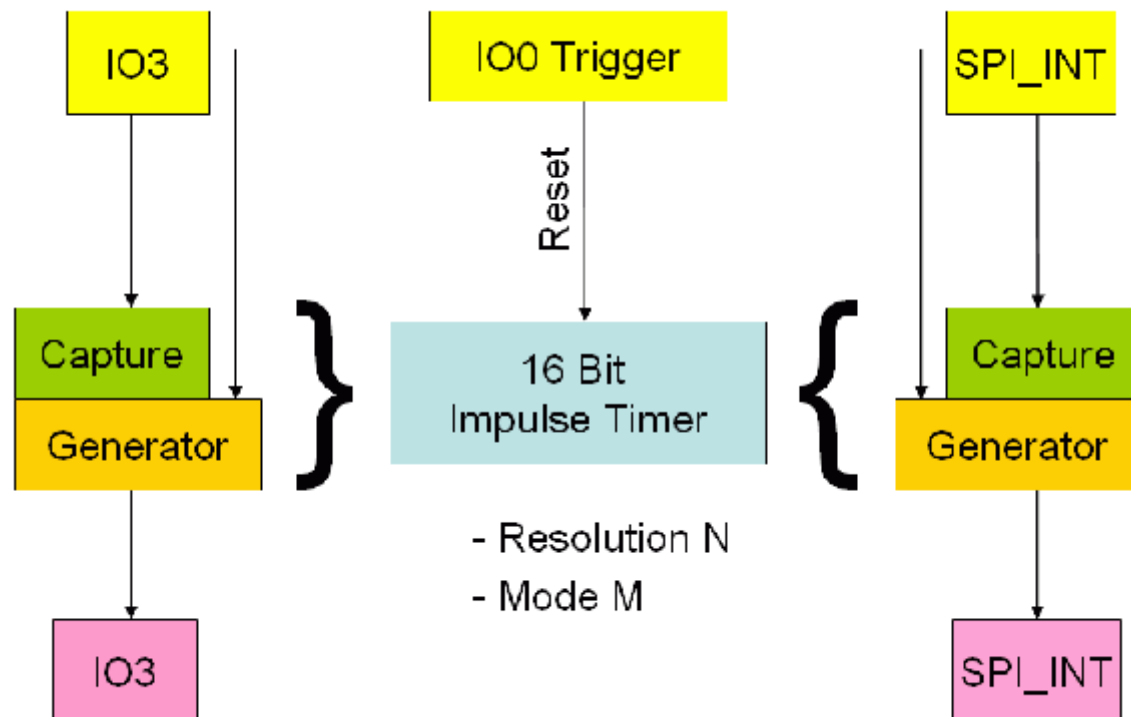 IO3
IO0 Trigger
SPI_INT
Reset
Capture
Generator
16 Bit
Impulse Timer
Capture
Generator
- Resolution N
- Mode M
IO3
SPI_INT